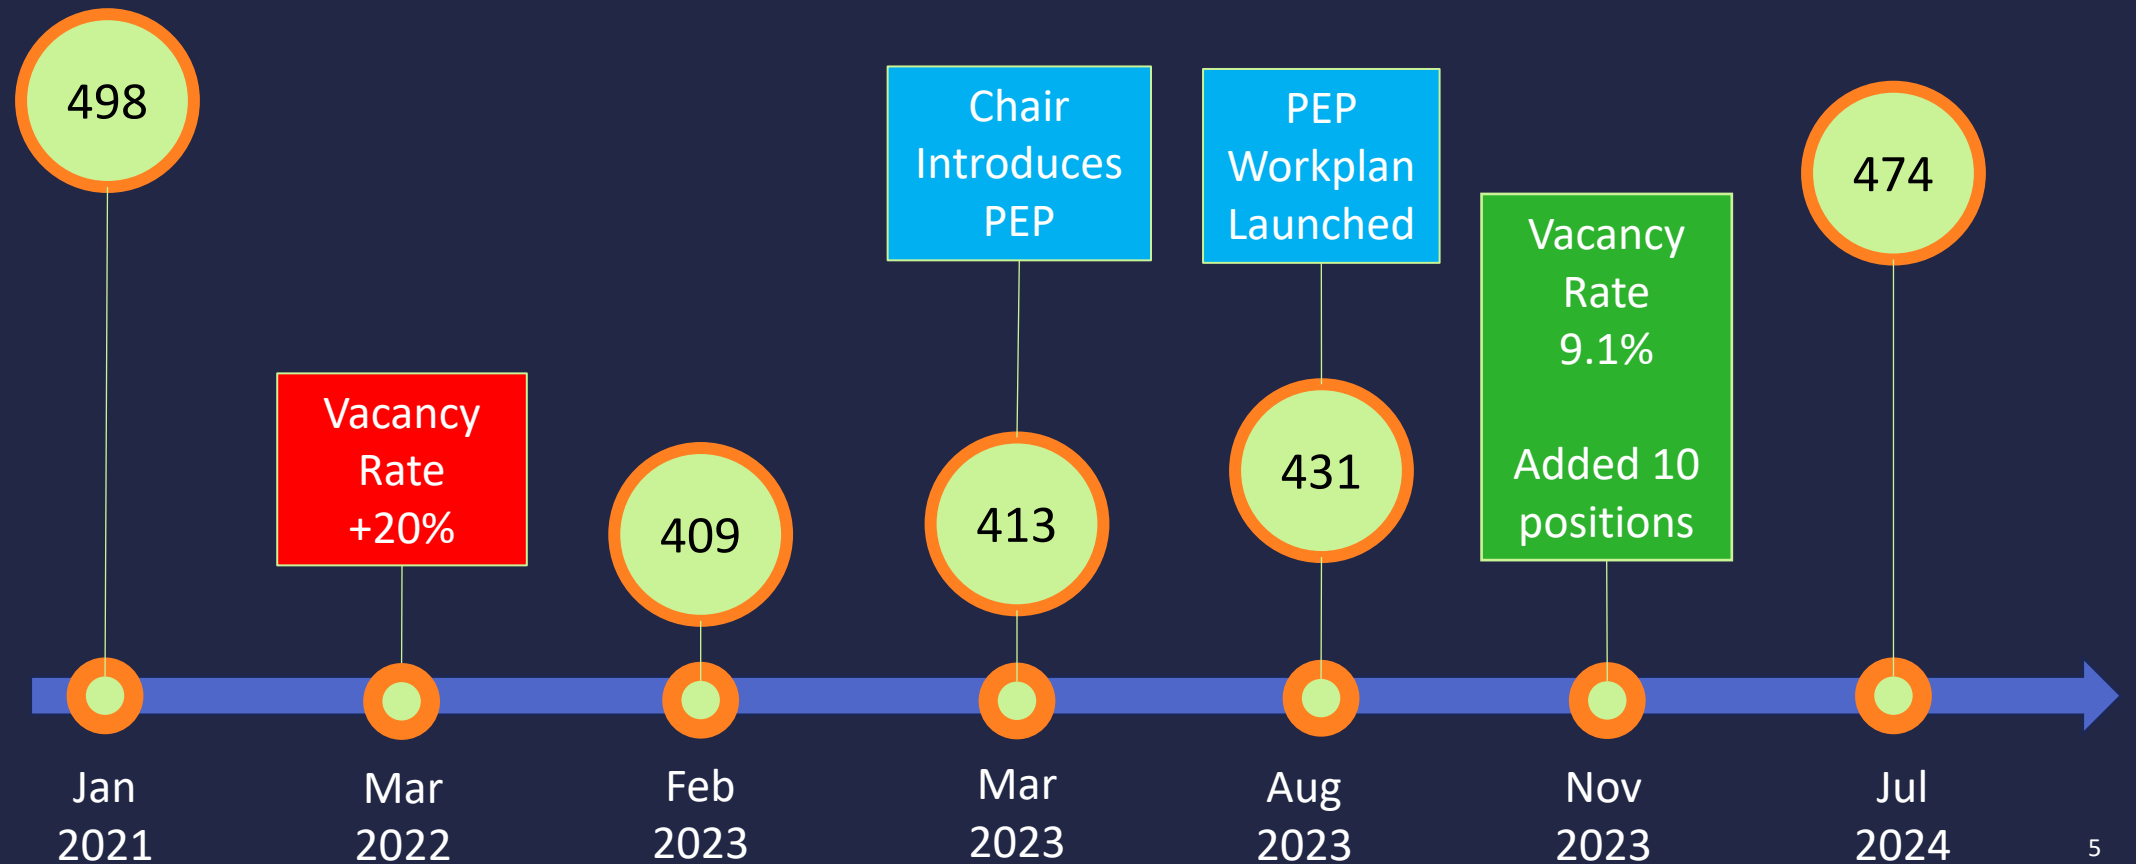 498
Vacancy
Rate
+20%
409
Chair
Introduces
PEP
413
PEP
Workplan
Launched
431
Vacancy
Rate
9.1%
Added 10
positions
474
Jan
2021
Mar
2022
Feb
2023
Mar
2023
Aug
2023
Nov
2023
Jul
2024
5